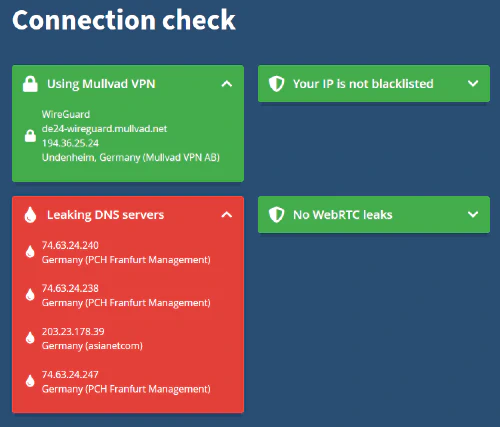 Connection check
Using Mullvad VPN
WireGuard
de24-wireguard.mullvad.net
194.36.25.24
Undenheim, Germany (Mullvad VPN AB)
Your IP is not blacklisted
Leaking DNS servers
74.63.24.240
Germany (PCH Franfurt Management)
74.63.24.238
Germany (PCH Franfurt Management)
203.23.178.39
Germany (asianetcom)
74.63.24.247
Germany (PCH Franfurt Management)
No WebRTC leaks